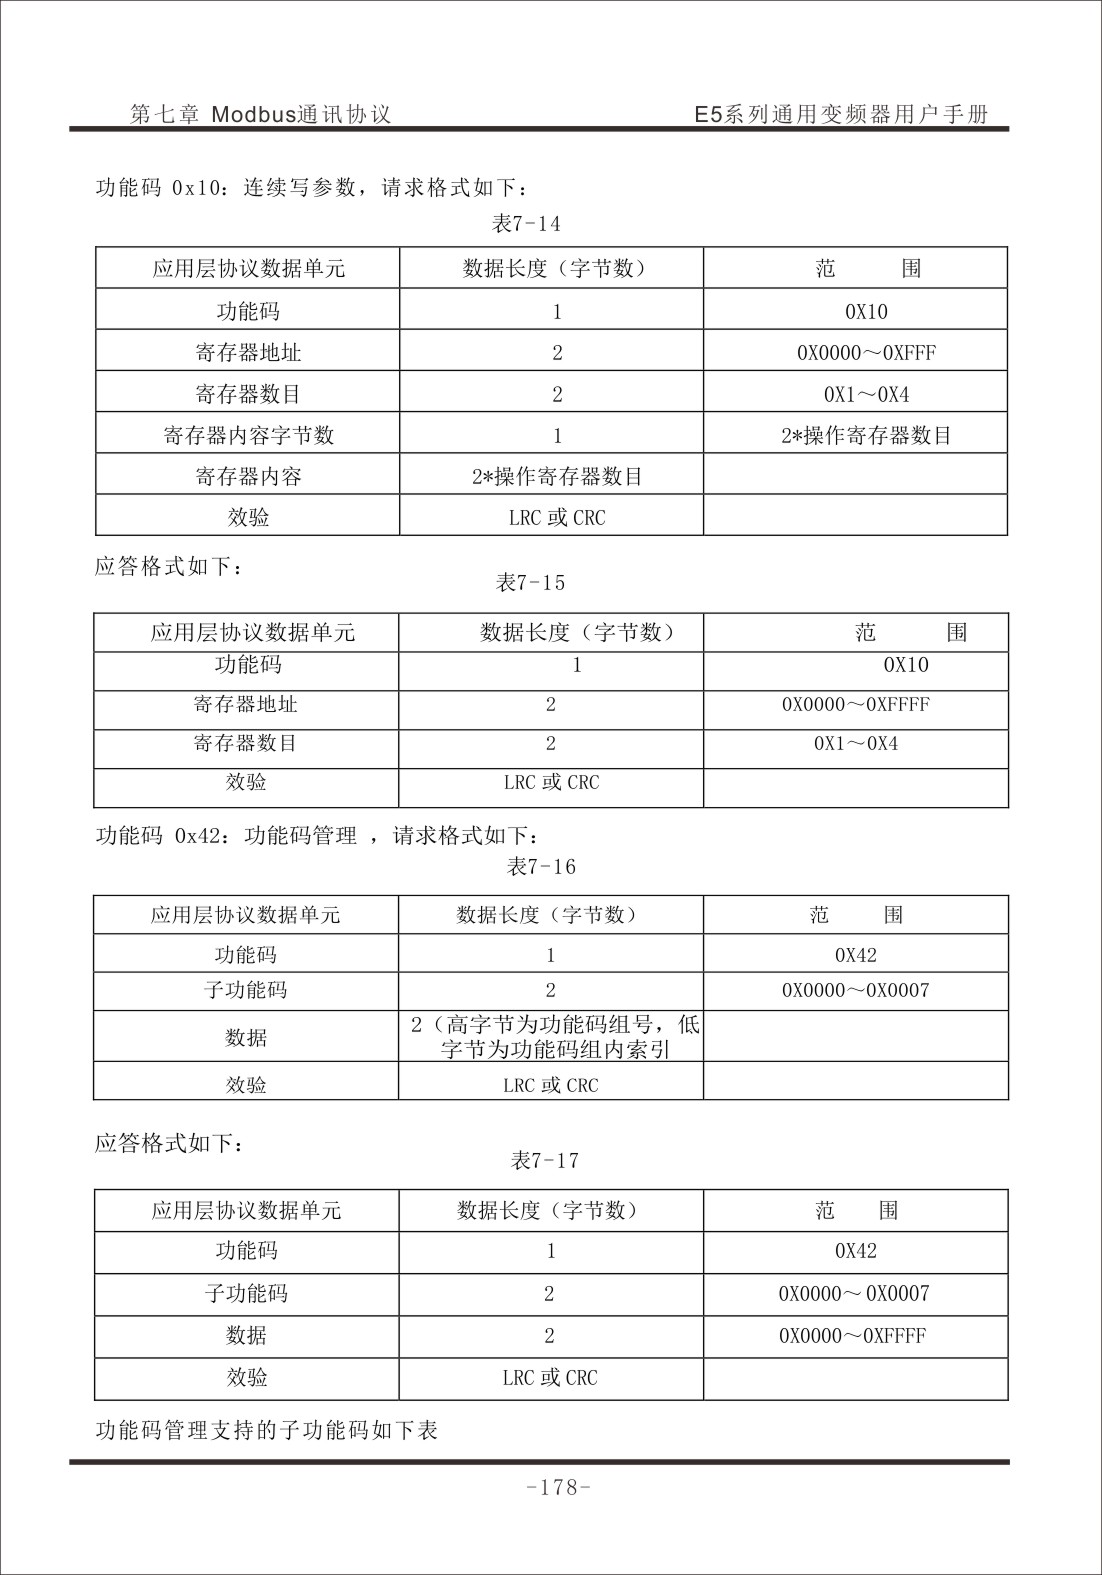 第七章 Modbus通讯协议 E5系列通用变频器用户手册
功能码 0x10：连续写参数，请求格式如下：
表7-14
应用层协议数据单元 数据长度（字节数） 范 围
功能码 1 0X10
寄存器地址 2 0X0000～0XFFF
寄存器数目 2 0X1～0X4
寄存器内容字节数 1 2*操作寄存器数目
寄存器内容 2*操作寄存器数目
效验 LRC 或 CRC
应答格式如下：
表7-15
应用层协议数据单元 数据长度（字节数） 范 围
功能码 1 0X10
寄存器地址 2 0X0000～0XFFFF
寄存器数目 2 0X1～0X4
效验 LRC 或 CRC
功能码 0x42：功能码管理 ，请求格式如下：
表7-16
应用层协议数据单元 数据长度（字节数） 范 围
功能码 1 0X42
子功能码 2 0X0000～0X0007
数据 2（高字节为功能码组号，低
字节为功能码组内索引
效验 LRC 或 CRC
应答格式如下：
表7-17
应用层协议数据单元 数据长度（字节数） 范 围
功能码 1 0X42
子功能码 2 0X0000～ 0X0007
数据 2 0X0000～0XFFFF
效验 LRC 或 CRC
功能码管理支持的子功能码如下表
-178-